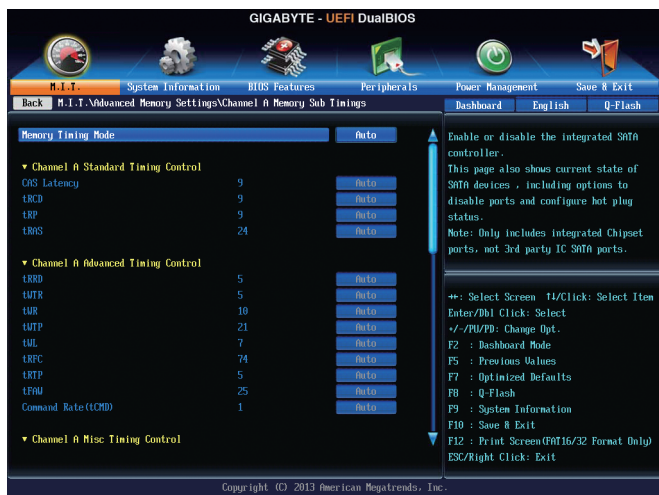 GIGABYTE - UEFI DualBIOS
M.I.T.
System Information
BIOS Features
Peripherals
Power Management
Save & Exit
Back M.I.T.\Advanced Memory Settings\Channel A Memory Sub Timings
Dashboard English Q-Flash
Memory Timing Mode Auto
▼ Channel A Standard Timing Control
CAS Latency 9 Auto
tRCD 9 Auto
tRP 9 Auto
tRAS 24 Auto
▼ Channel A Advanced Timing Control
tRRD 5 Auto
tWTR 5 Auto
tWR 10 Auto
tWTP 21 Auto
tWL 7 Auto
tRFC 74 Auto
tRTP 5 Auto
tFAW 25 Auto
Command Rate(tCMD) 1 Auto
▼ Channel A Misc Timing Control
Enable or disable the integrated SATA
controller.
This page also shows current state of
SATA devices , including options to
disable ports and configure hot plug
status.
Note: Only includes integrated Chipset
ports, not 3rd party IC SATA ports.
→←: Select Screen ↑↓/Click: Select Item
Enter/Dbl Click: Select
+/-/PU/PD: Change Opt.
F2 : Dashboard Mode
F5 : Previous Values
F7 : Optimized Defaults
F8 : Q-Flash
F9 : System Information
F10 : Save & Exit
F12 : Print Screen(FAT16/32 Format Only)
ESC/Right Click: Exit
Copyright (C) 2013 American Megatrends, Inc.